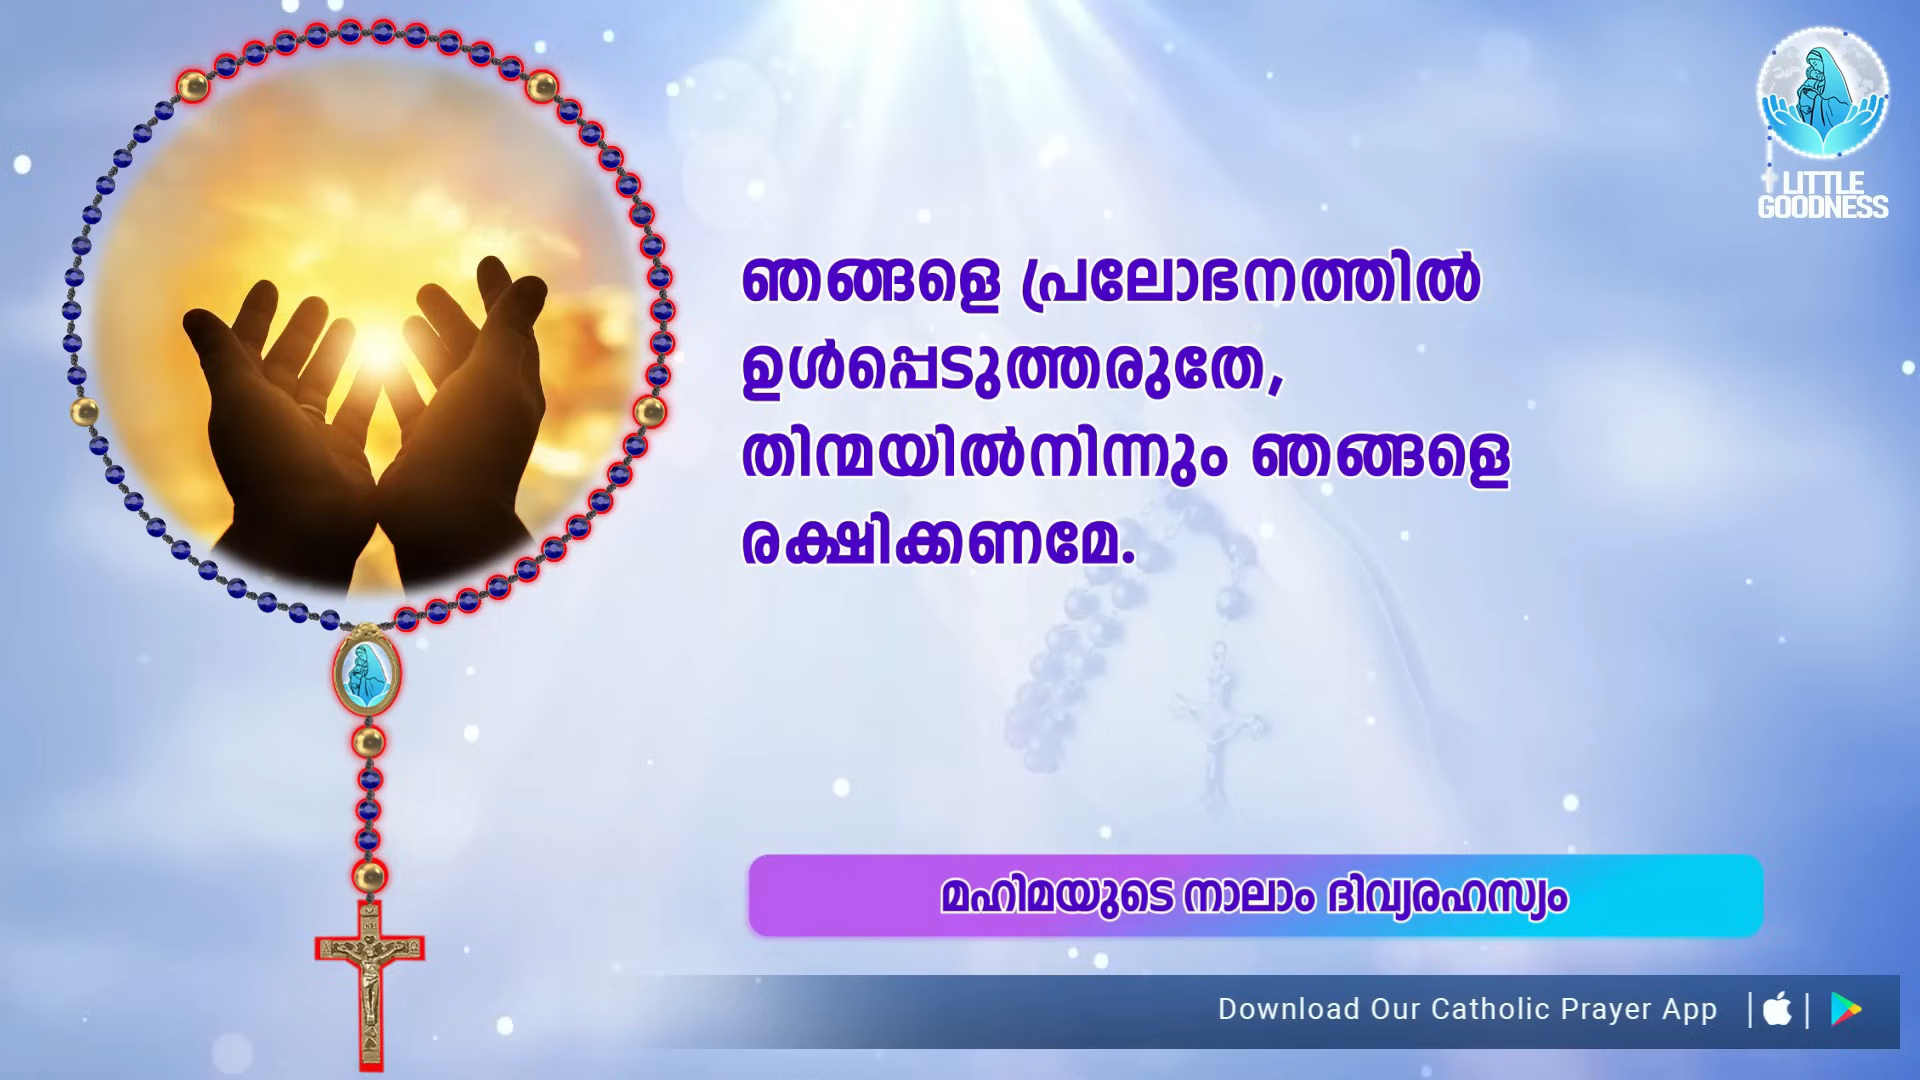 LITTLE
GOODNESS
ഞങ്ങളെ പ്രലോഭനത്തിൽ
ഉൾപ്പെടുത്തരുതേ,
തിന്മയിൽനിന്നും ഞങ്ങളെ
രക്ഷിക്കണമേ.
മഹിമയുടെ നാലാം ദിവ്യരഹസ്യം
Download Our Catholic Prayer App